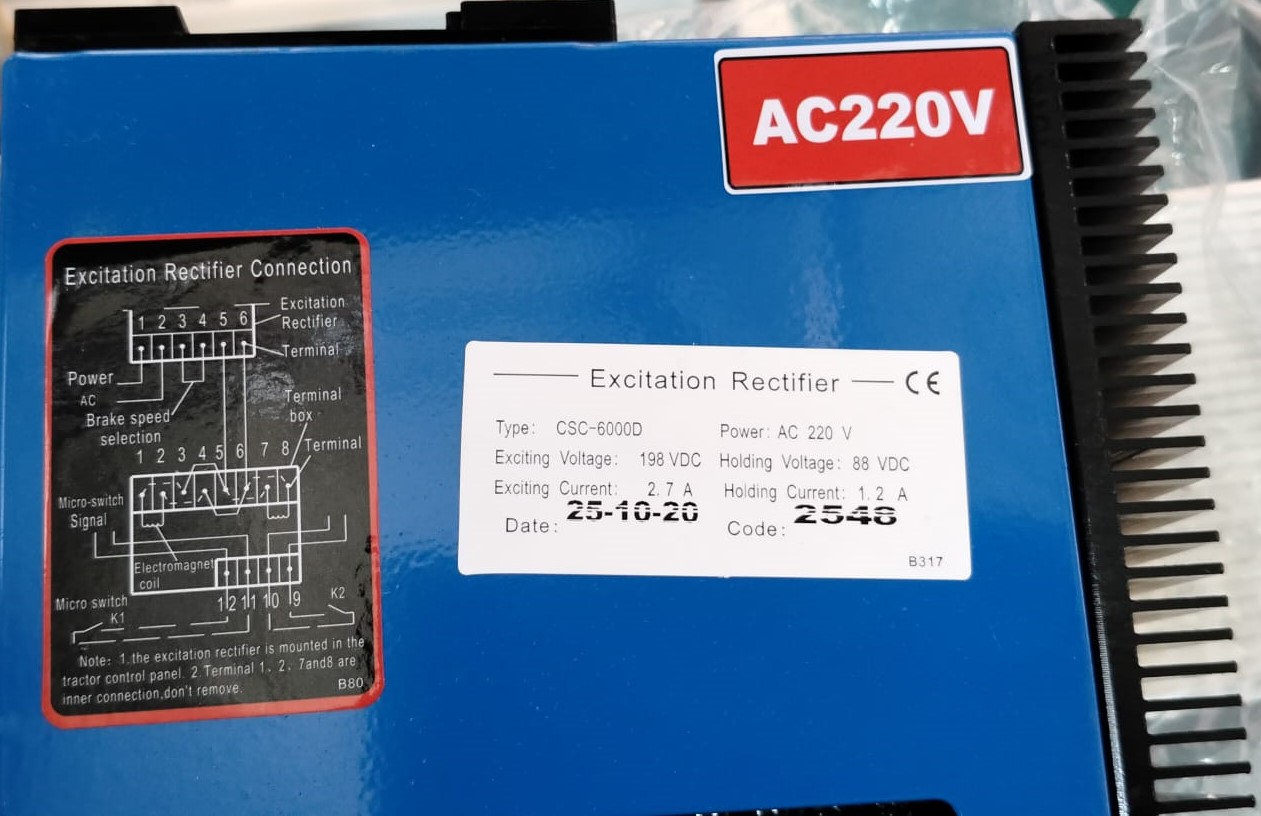 AC220V
Excitation Rectifier Connection
1 2 3 4 5 6
Excitation
Rectifier
Terminal
Power
AC
Brake speed
selection
Terminal
box
Terminal
1 2 3 4 5 6 7 8
Micro-switch
Signal
Electromagnet
coil
Micro switch
12 11 10 9
K1
K2
Note: 1.the excitation rectifier is mounted in the
tractor control panel. 2.Terminal 1、2、7and8 are
inner connection,don't remove.
B80
Excitation Rectifier CE
Type: CSC-6000D Power: AC 220 V
Exciting Voltage: 198 VDC Holding Voltage: 88 VDC
Exciting Current: 2.7 A Holding Current: 1.2 A
Date: 25-10-20 Code: 2548
B317